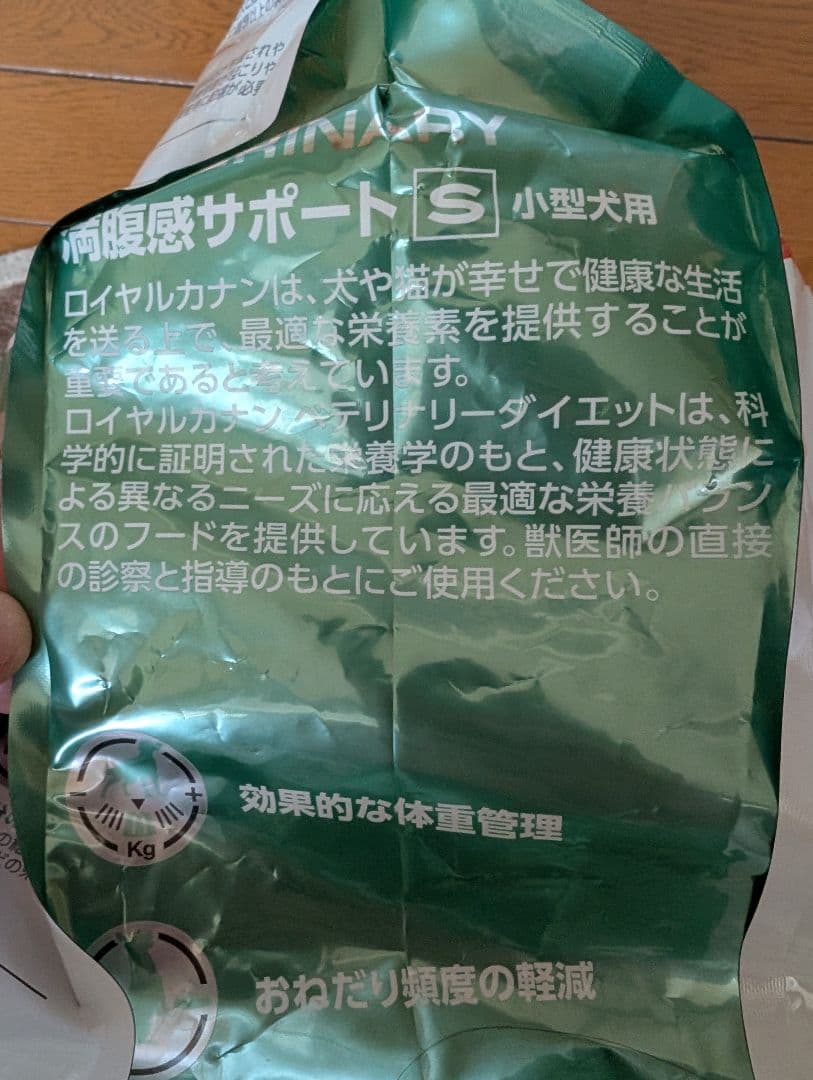 されや
こりや
が必要
満腹感サポート S 小型犬用
ロイヤルカナンは、犬や猫が幸せで健康な生活
を送る上で、最適な栄養素を提供することが
重要であると考えています。
ロイヤルカナン ベテリナリーダイエットは、科
学的に証明された栄養学のもと、健康状態に
よる異なるニーズに応える最適な栄養バラン
スのフードを提供しています。獣医師の直接
の診察と指導のもとにご使用ください。
- +
Kg
効果的な体重管理
おねだり頻度の軽減